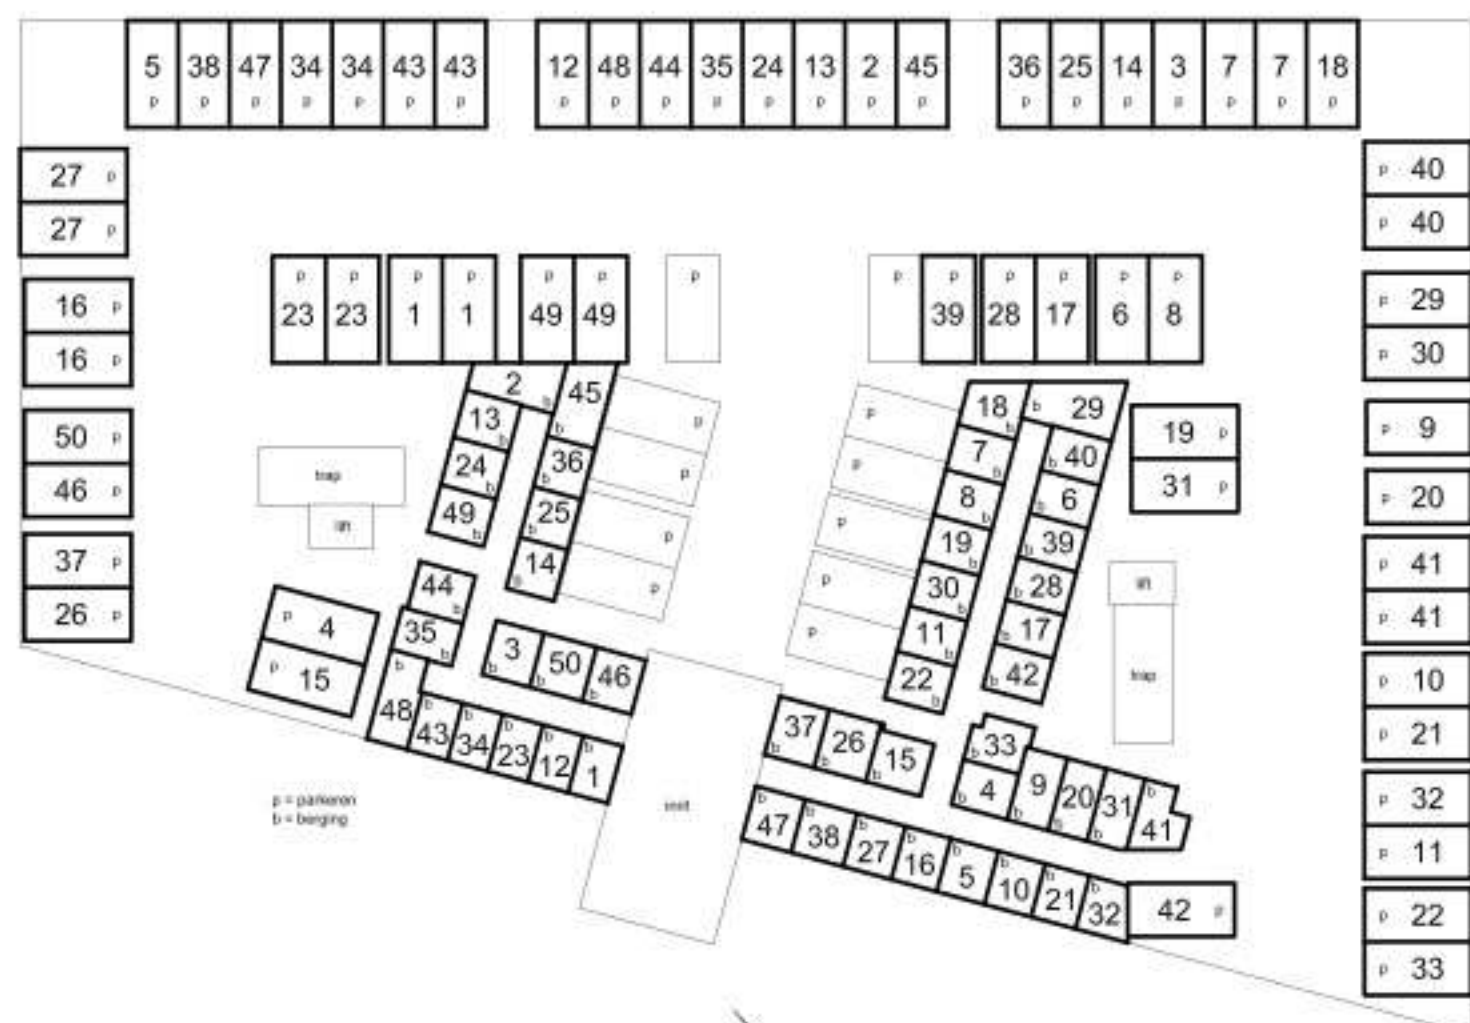 5 38 47 34 34 43 43 12 48 44 35 24 13 2 45 36 25 14 3 7 7 18
p p p p p p p p p p p p p p p p p p p p p p
27 p
27 p
16 p
16 p
50 p
46 p
37 p
26 p
p 40
p 40
p 29
p 30
p 9
p 20
p 41
p 41
p 10
p 21
p 32
p 11
p 22
p 33
p p p p p p p p p p p p p
23 23 1 1 49 49 39 28 17 6 8
2 b
13 b
24 b
49 b
45 b
36 b
25 b
14 b
p
p
p
p
trap
lift
44 b
35 b
b 48
p 4
p 15
3 b
50 b
46 b
b 43
b 34
b 23
b 12
b 1
p = parkeren
b = berging
p
p
p
p
p
18 b
7 b
8 b
19 b
30 b
11 b
22 b
b 29
b 40
b 6
b 39
b 28
b 17
b 42
19 p
31 p
lift
trap
37 b
26 b
15 b
33 b
4 b
9 b
20 b
31 b
b 41
b 47
b 38
b 27
b 16
b 5
b 10
b 21
b 32
42 p